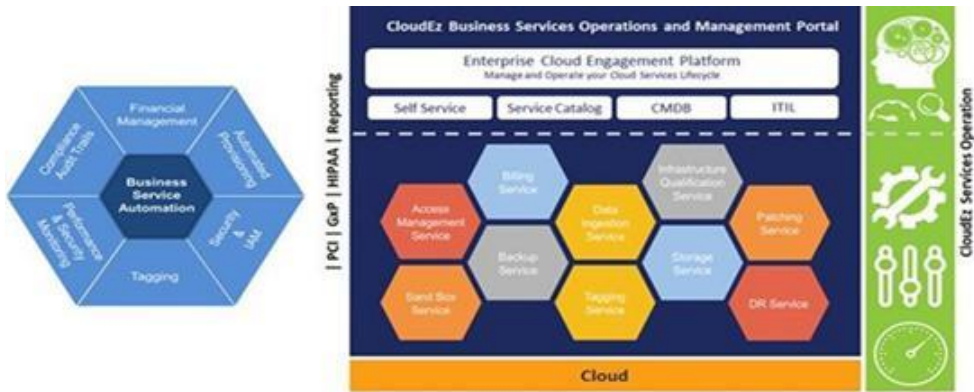 Financial
Management
Automated
Provisioning
Security
& IAM
Tagging
Performance
& Security
Monitoring
Compliance
Audit Trails
Business
Service
Automation
| PCI | GxP | HIPAA | Reporting
CloudEz Business Services Operations and Management Portal
Enterprise Cloud Engagement Platform
Manage and Operate your Cloud Services Lifecycle
Self Service
Service Catalog
CMDB
ITIL
Billing
Service
Infrastructure
Qualification
Service
Access
Management
Service
Data
Ingestion
Service
Patching
Service
Backup
Service
Storage
Service
Sand Box
Service
Tagging
Service
DR Service
Cloud
CloudEz Services Operation